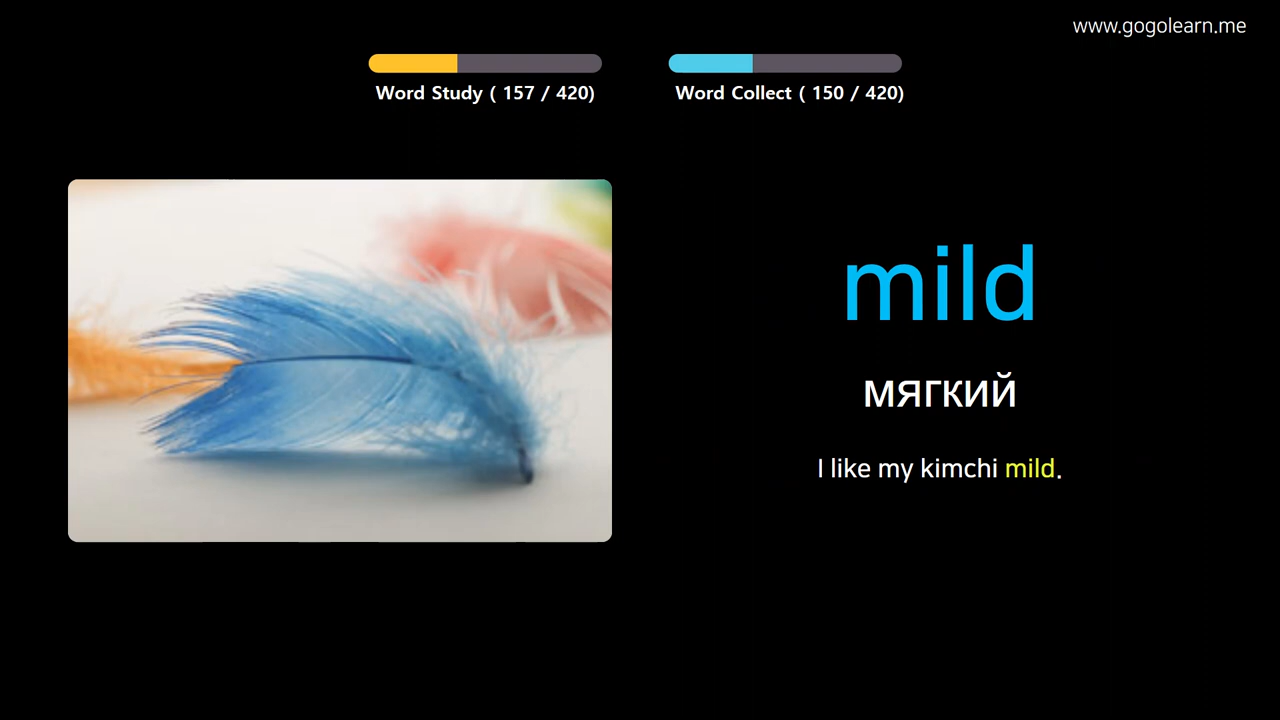 www.gogolearn.me
Word Study ( 157 / 420)
Word Collect ( 150 / 420)
mild
мягкий
I like my kimchi mild.